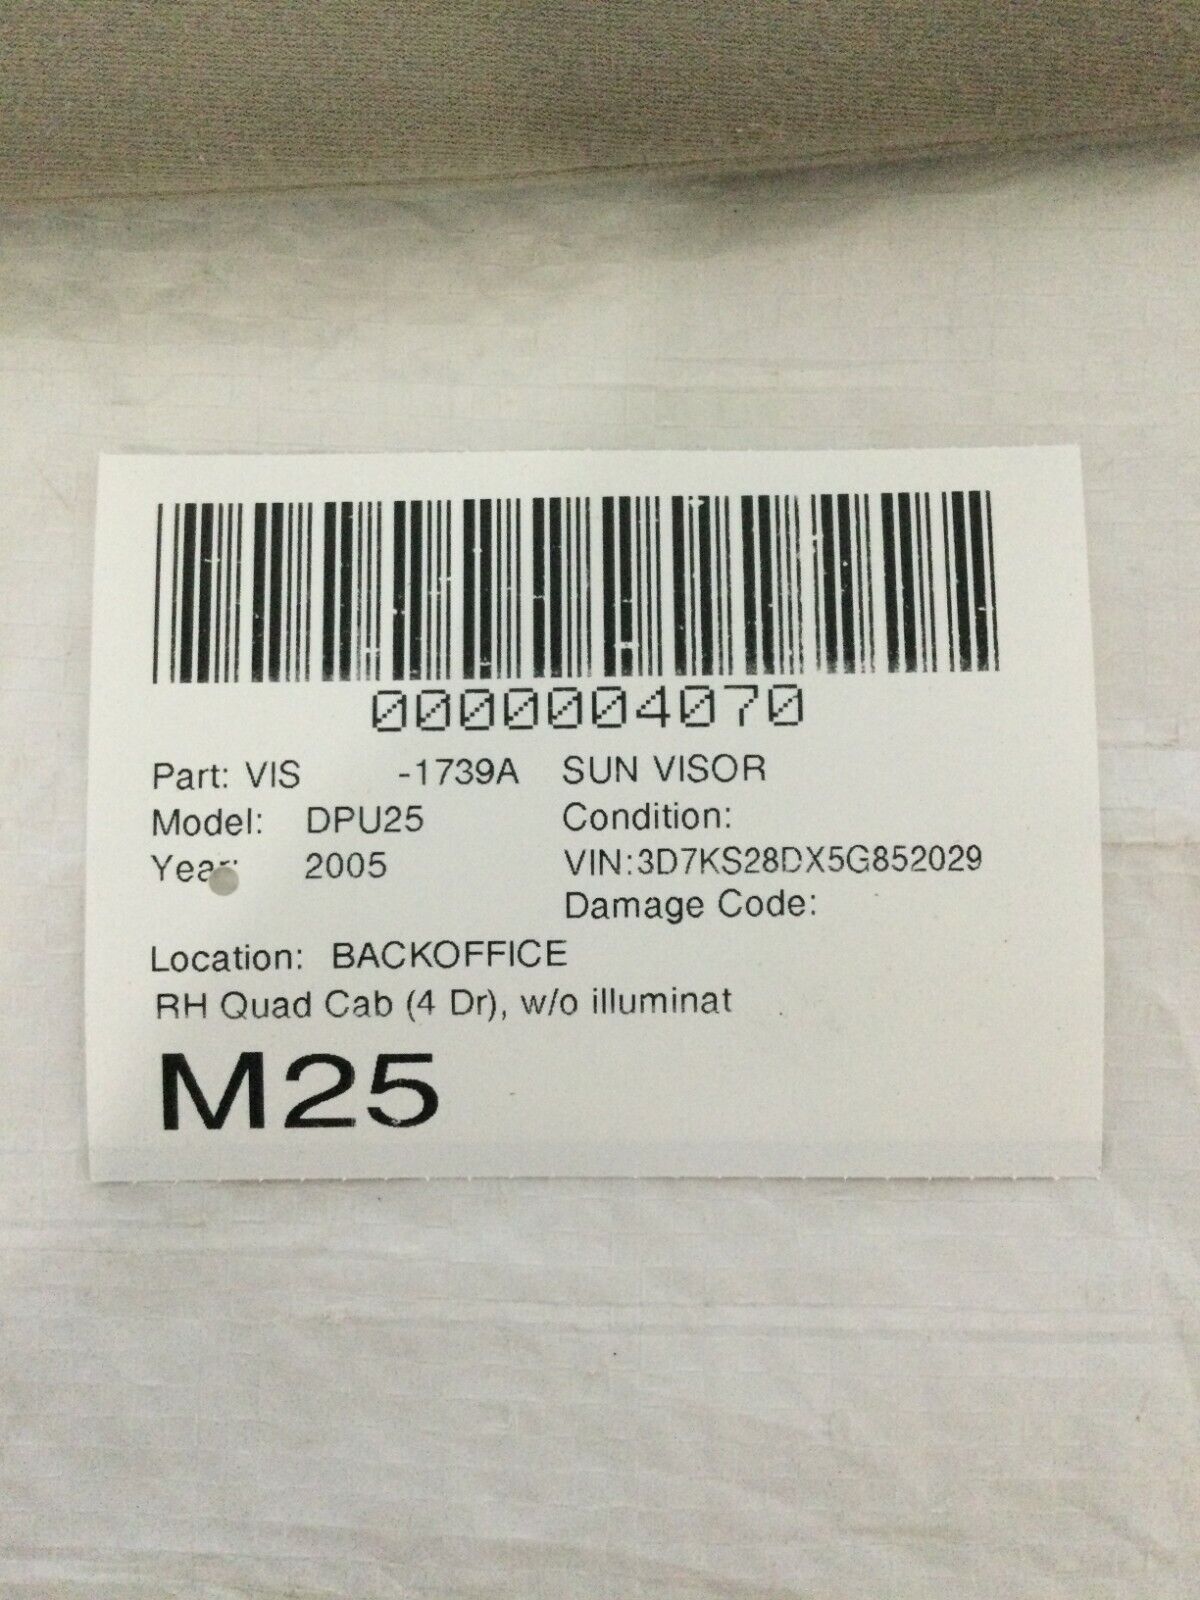 0000004070
Part: VIS -1739A SUN VISOR
Model: DPU25 Condition:
Year: 2005 VIN:3D7KS28DX5G852029
Damage Code:
Location: BACKOFFICE
RH Quad Cab (4 Dr), w/o illuminat
M25